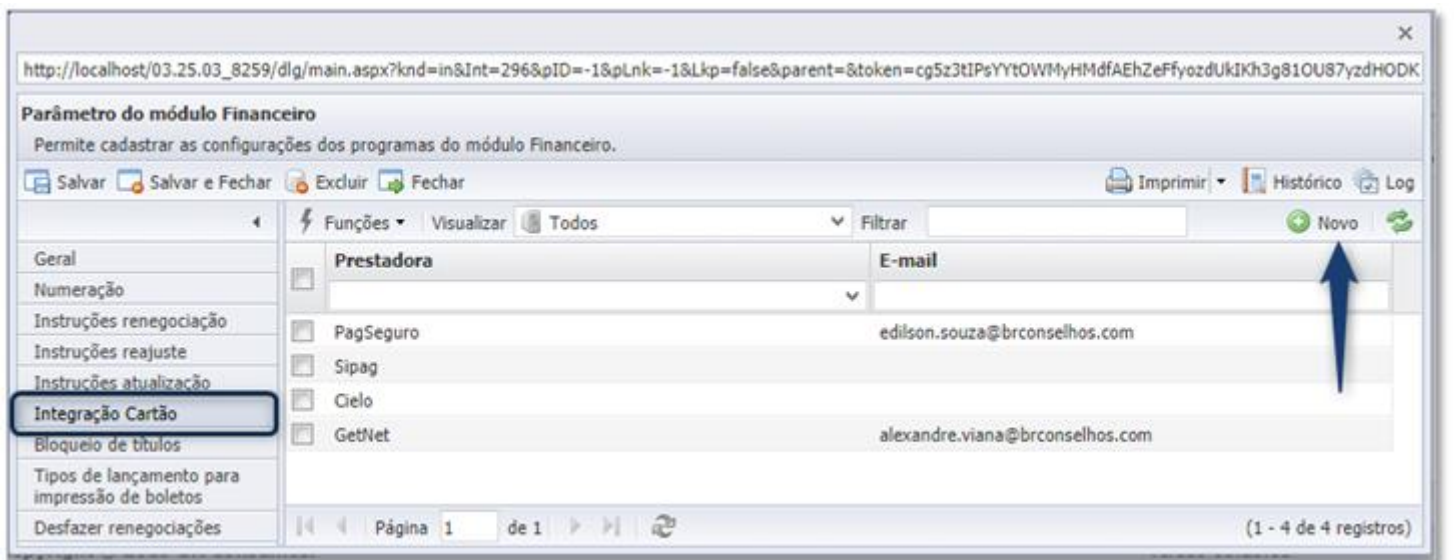 http://localhost/03.25.03_8259/dlg/main.aspx?knd=in&Int=296&pID=-1&pLnk=-1&Lkp=false&parent=&token=cg5z3tIPsYYtOWMyHMdfAEhZeFfyozdUkIKh3g81OU87yzdHODK
Parâmetro do módulo Financeiro
Permite cadastrar as configurações dos programas do módulo Financeiro.
Salvar Salvar e Fechar Excluir Fechar Imprimir Histórico Log
Funções Visualizar Todos Filtrar Novo
Geral
Numeração
Instruções renegociação
Instruções reajuste
Instruções atualização
Integração Cartão
Bloqueio de títulos
Tipos de lançamento para
impressão de boletos
Desfazer renegociações
Prestadora E-mail
PagSeguro edilson.souza@brconselhos.com
Sipag
Cielo
GetNet alexandre.viana@brconselhos.com
Página 1 de 1 (1 - 4 de 4 registros)